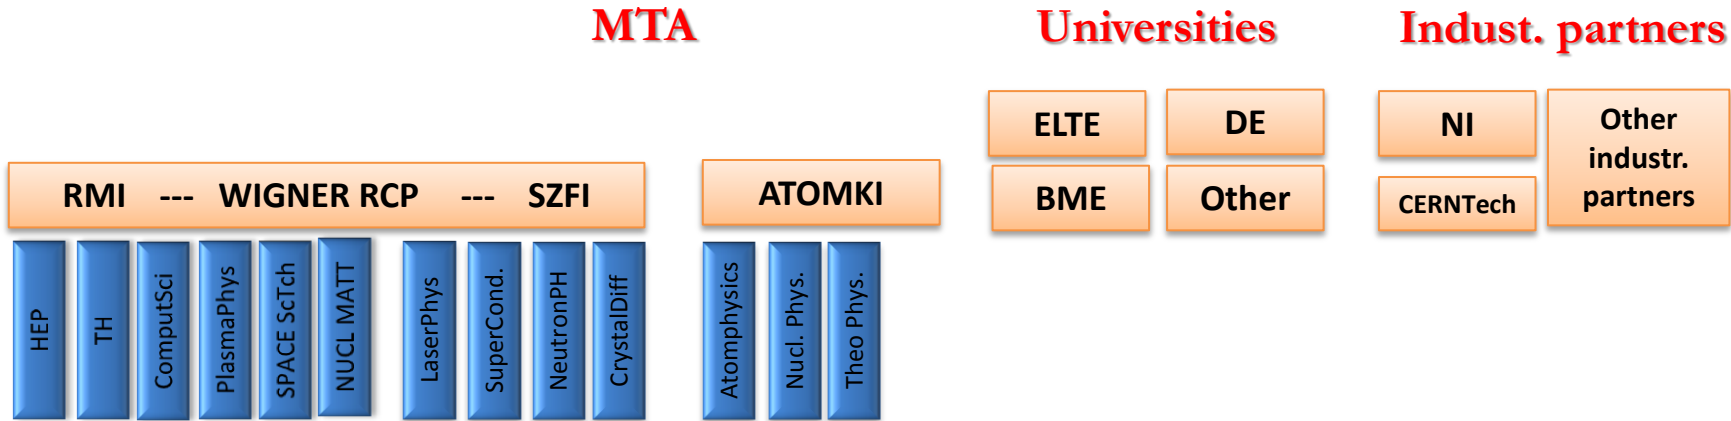 MTA
Universities
Indust. partners
ELTE
DE
NI
Other
industr.
partners
RMI --- WIGNER RCP --- SZFI
ATOMKI
BME
Other
CERNTech
HEP
TH
ComputSci
PlasmaPhys
SPACE ScTch
NUCL MATT
LaserPhys
SuperCond.
NeutronPH
CrystalDiff
Atomphysics
Nucl. Phys.
Theo Phys.